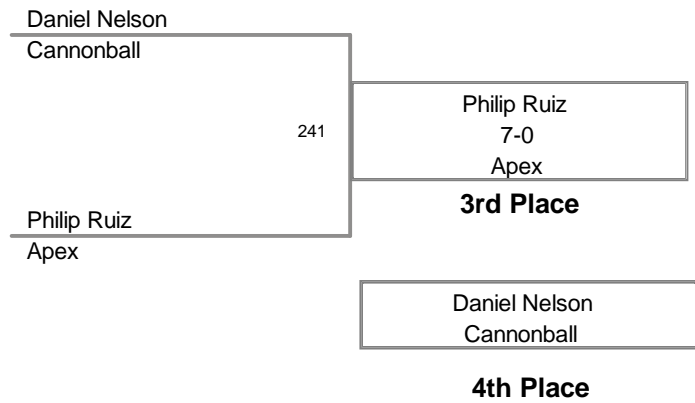 Daniel Nelson
Cannonball
241
Philip Ruiz
7-0
Apex
3rd Place
Philip Ruiz
Apex
Daniel Nelson
Cannonball
4th Place